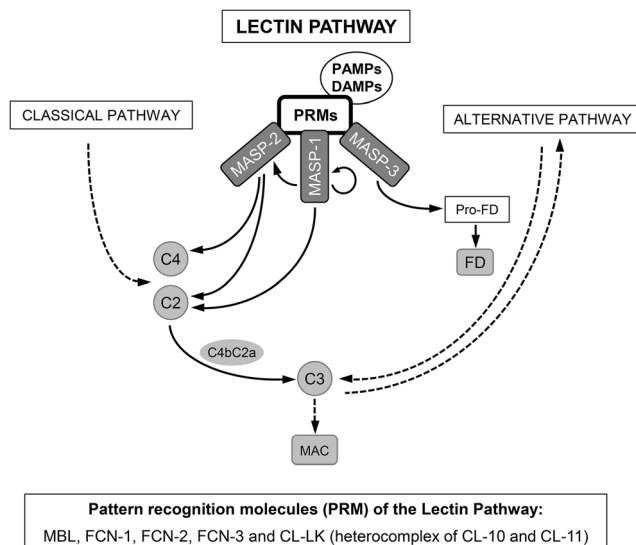 LECTIN PATHWAY
PAMPs
DAMPs
CLASSICAL PATHWAY
PRMs
ALTERNATIVE PATHWAY
MASP-2
MASP-1
MASP-3
Pro-FD
C4
FD
C2
C4bC2a
C3
MAC
Pattern recognition molecules (PRM) of the Lectin Pathway:
MBL, FCN-1, FCN-2, FCN-3 and CL-LK (heterocomplex of CL-10 and CL-11)